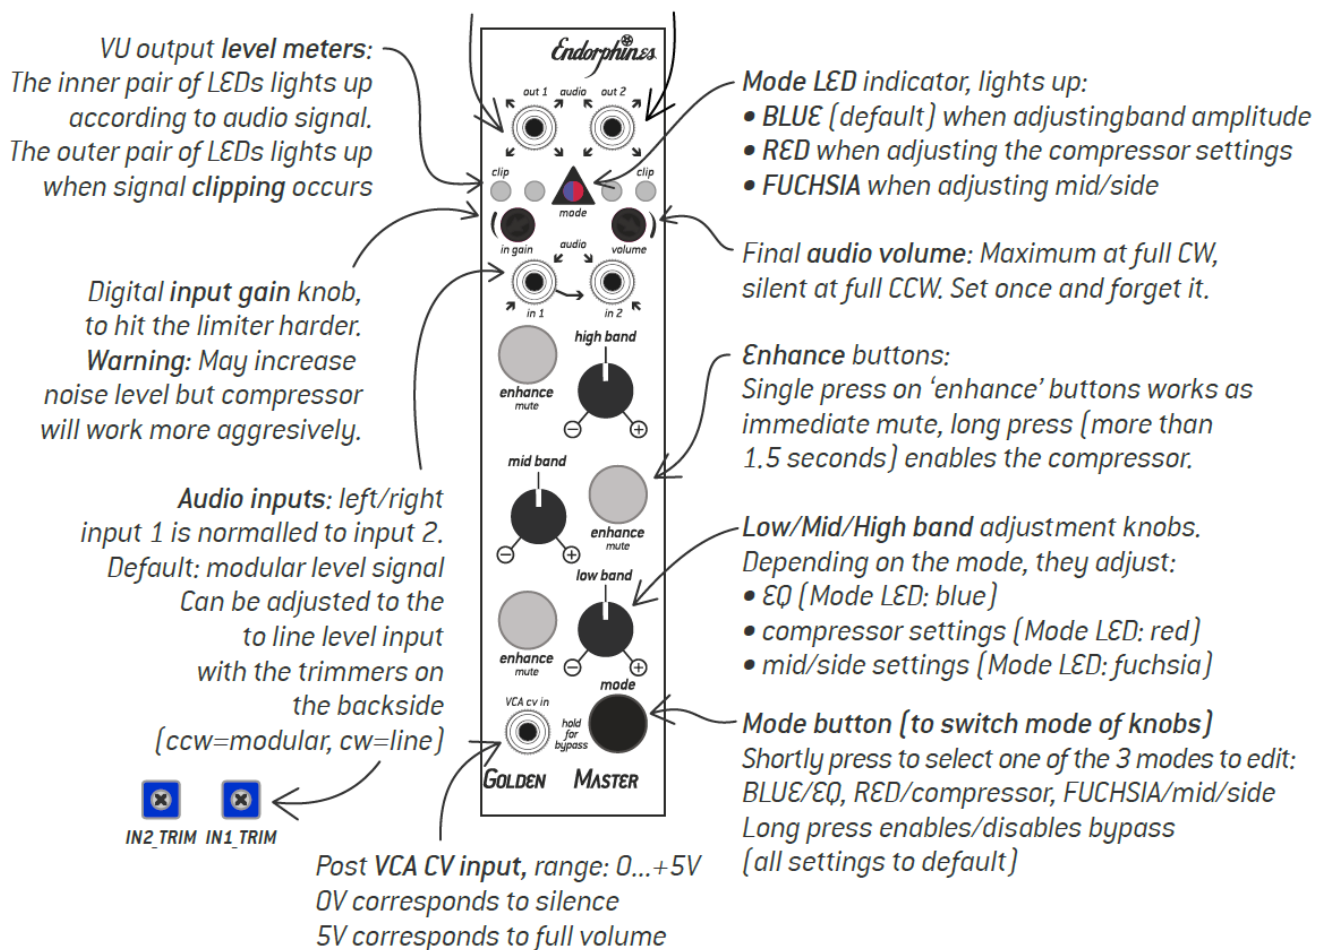 VU output level meters:
The inner pair of LEDs lights up
according to audio signal.
The outer pair of LEDs lights up
when signal clipping occurs
Digital input gain knob,
to hit the limiter harder.
Warning: May increase
noise level but compressor
will work more aggresively.
Audio inputs: left/right
input 1 is normalled to input 2.
Default: modular level signal
Can be adjusted to the
to line level input
with the trimmers on
the backside
(ccw=modular, cw=line)
IN2_TRIM IN1_TRIM
Endorphin.es
out 1 audio out 2
clip clip
mode
in gain audio volume
in 1 in 2
high band
enhance
mute
mid band
enhance
mute
low band
enhance
mute
mode
VCA cv in
hold
for
bypass
GOLDEN MASTER
Post VCA CV input, range: 0...+5V
0V corresponds to silence
5V corresponds to full volume
Mode LED indicator, lights up:
• BLUE (default) when adjustingband amplitude
• RED when adjusting the compressor settings
• FUCHSIA when adjusting mid/side
Final audio volume: Maximum at full CW,
silent at full CCW. Set once and forget it.
Enhance buttons:
Single press on ‘enhance’ buttons works as
immediate mute, long press (more than
1.5 seconds) enables the compressor.
Low/Mid/High band adjustment knobs.
Depending on the mode, they adjust:
• EQ (Mode LED: blue)
• compressor settings (Mode LED: red)
• mid/side settings (Mode LED: fuchsia)
Mode button (to switch mode of knobs)
Shortly press to select one of the 3 modes to edit:
BLUE/EQ, RED/compressor, FUCHSIA/mid/side
Long press enables/disables bypass
(all settings to default)